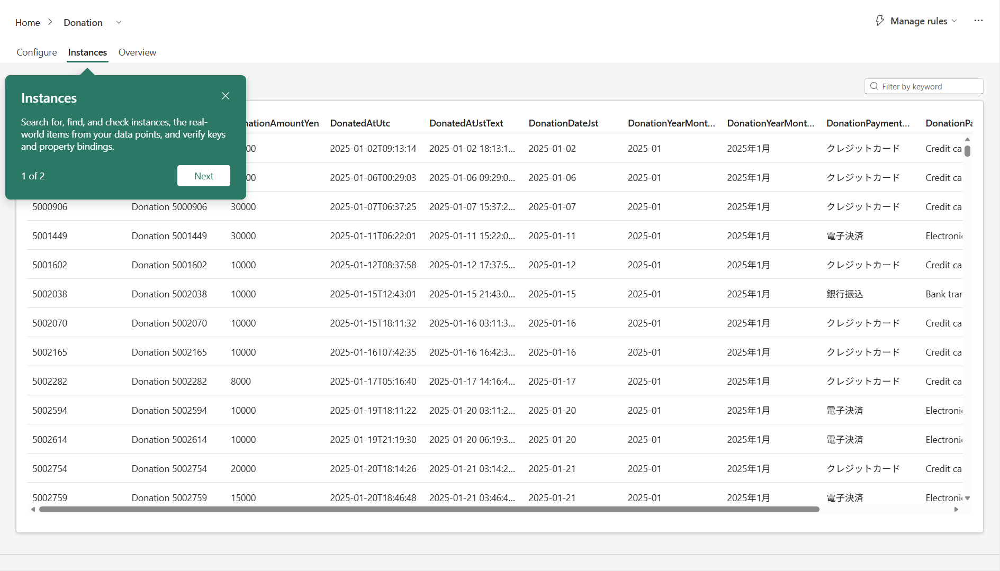 Home
Donation
Manage rules
Configure
Instances
Overview
Instances
Search for, find, and check instances, the real-
world items from your data points, and verify keys
and property bindings.
1 of 2
Next
Filter by keyword
nationAmountYen DonatedAtUtc DonatedAtJstText DonationDateJst DonationYearMont... DonationYearMont... DonationPayment... DonationPa
00 2025-01-02T09:13:14 2025-01-02 18:13:1... 2025-01-02 2025-01 2025年1月 クレジットカード Credit ca
00 2025-01-06T00:29:03 2025-01-06 09:29:0... 2025-01-06 2025-01 2025年1月 クレジットカード Credit ca
5000906 Donation 5000906 30000 2025-01-07T06:37:25 2025-01-07 15:37:2... 2025-01-07 2025-01 2025年1月 クレジットカード Credit ca
5001449 Donation 5001449 30000 2025-01-11T06:22:01 2025-01-11 15:22:0... 2025-01-11 2025-01 2025年1月 電子決済 Electronic
5001602 Donation 5001602 10000 2025-01-12T08:37:58 2025-01-12 17:37:5... 2025-01-12 2025-01 2025年1月 クレジットカード Credit ca
5002038 Donation 5002038 10000 2025-01-15T12:43:01 2025-01-15 21:43:0... 2025-01-15 2025-01 2025年1月 銀行振込 Bank tran
5002070 Donation 5002070 10000 2025-01-15T18:11:32 2025-01-16 03:11:3... 2025-01-16 2025-01 2025年1月 クレジットカード Credit ca
5002165 Donation 5002165 10000 2025-01-16T07:42:35 2025-01-16 16:42:3... 2025-01-16 2025-01 2025年1月 クレジットカード Credit ca
5002282 Donation 5002282 8000 2025-01-17T05:16:40 2025-01-17 14:16:4... 2025-01-17 2025-01 2025年1月 クレジットカード Credit ca
5002594 Donation 5002594 10000 2025-01-19T18:11:22 2025-01-20 03:11:2... 2025-01-20 2025-01 2025年1月 電子決済 Electronic
5002614 Donation 5002614 10000 2025-01-19T21:19:30 2025-01-20 06:19:3... 2025-01-20 2025-01 2025年1月 電子決済 Electronic
5002754 Donation 5002754 20000 2025-01-20T18:14:26 2025-01-21 03:14:2... 2025-01-21 2025-01 2025年1月 クレジットカード Credit ca
5002759 Donation 5002759 15000 2025-01-20T18:46:48 2025-01-21 03:46:4... 2025-01-21 2025-01 2025年1月 電子決済 Electronic